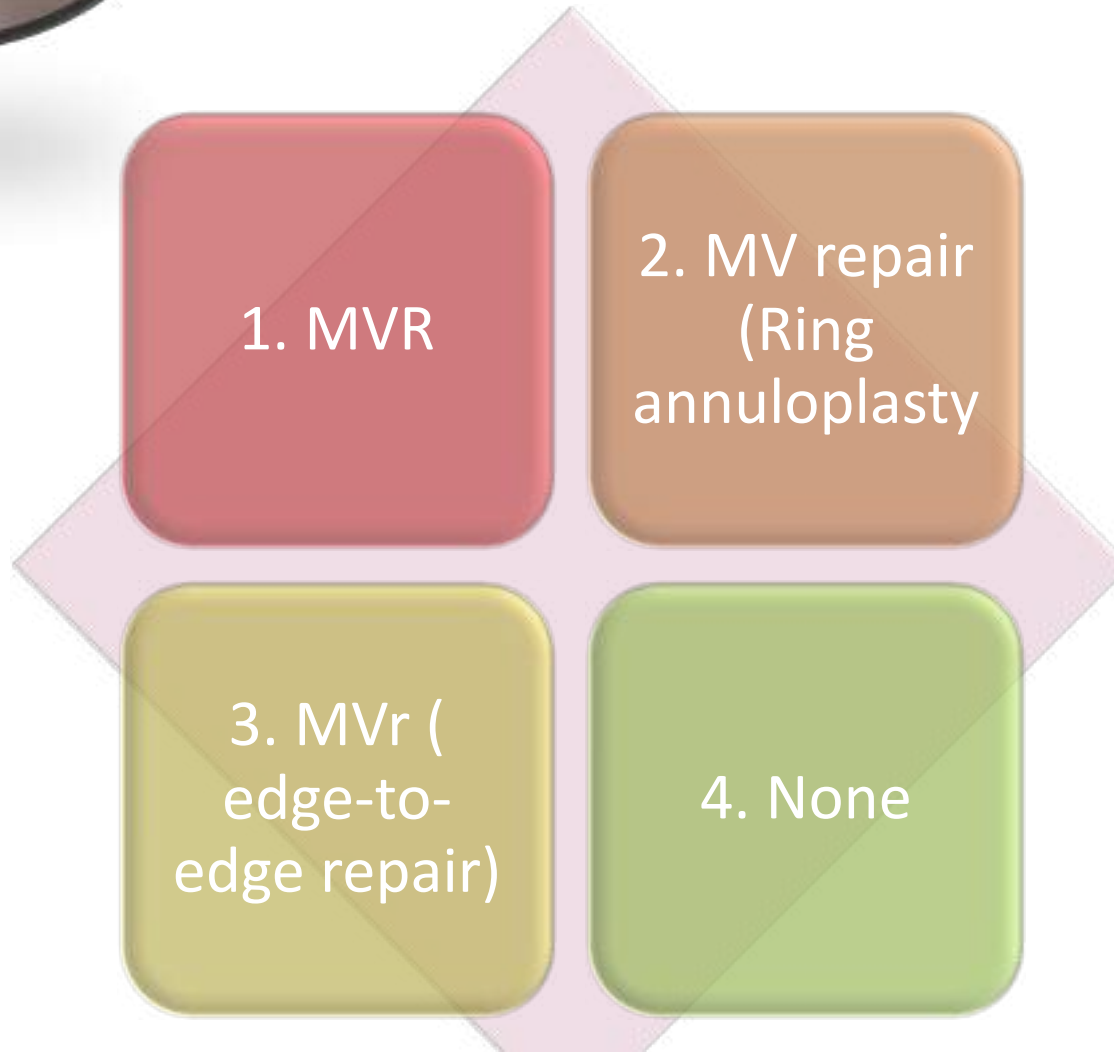 1. MVR
2. MV repair
(Ring
annuloplasty
3. MVr (
edge-to-
edge repair)
4. None